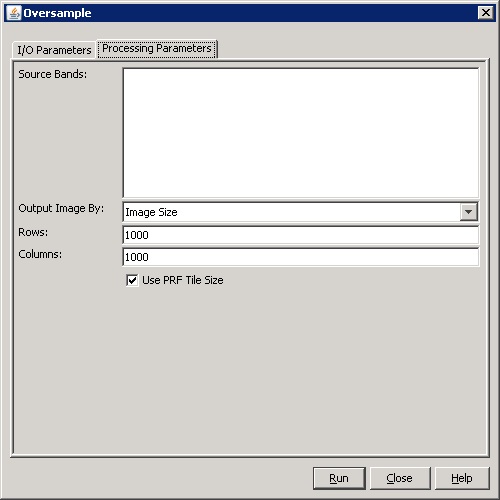 Oversample
I/O Parameters Processing Parameters
Source Bands:
Output Image By: Image Size
Rows: 1000
Columns: 1000
Use PRF Tile Size
Run Close Help